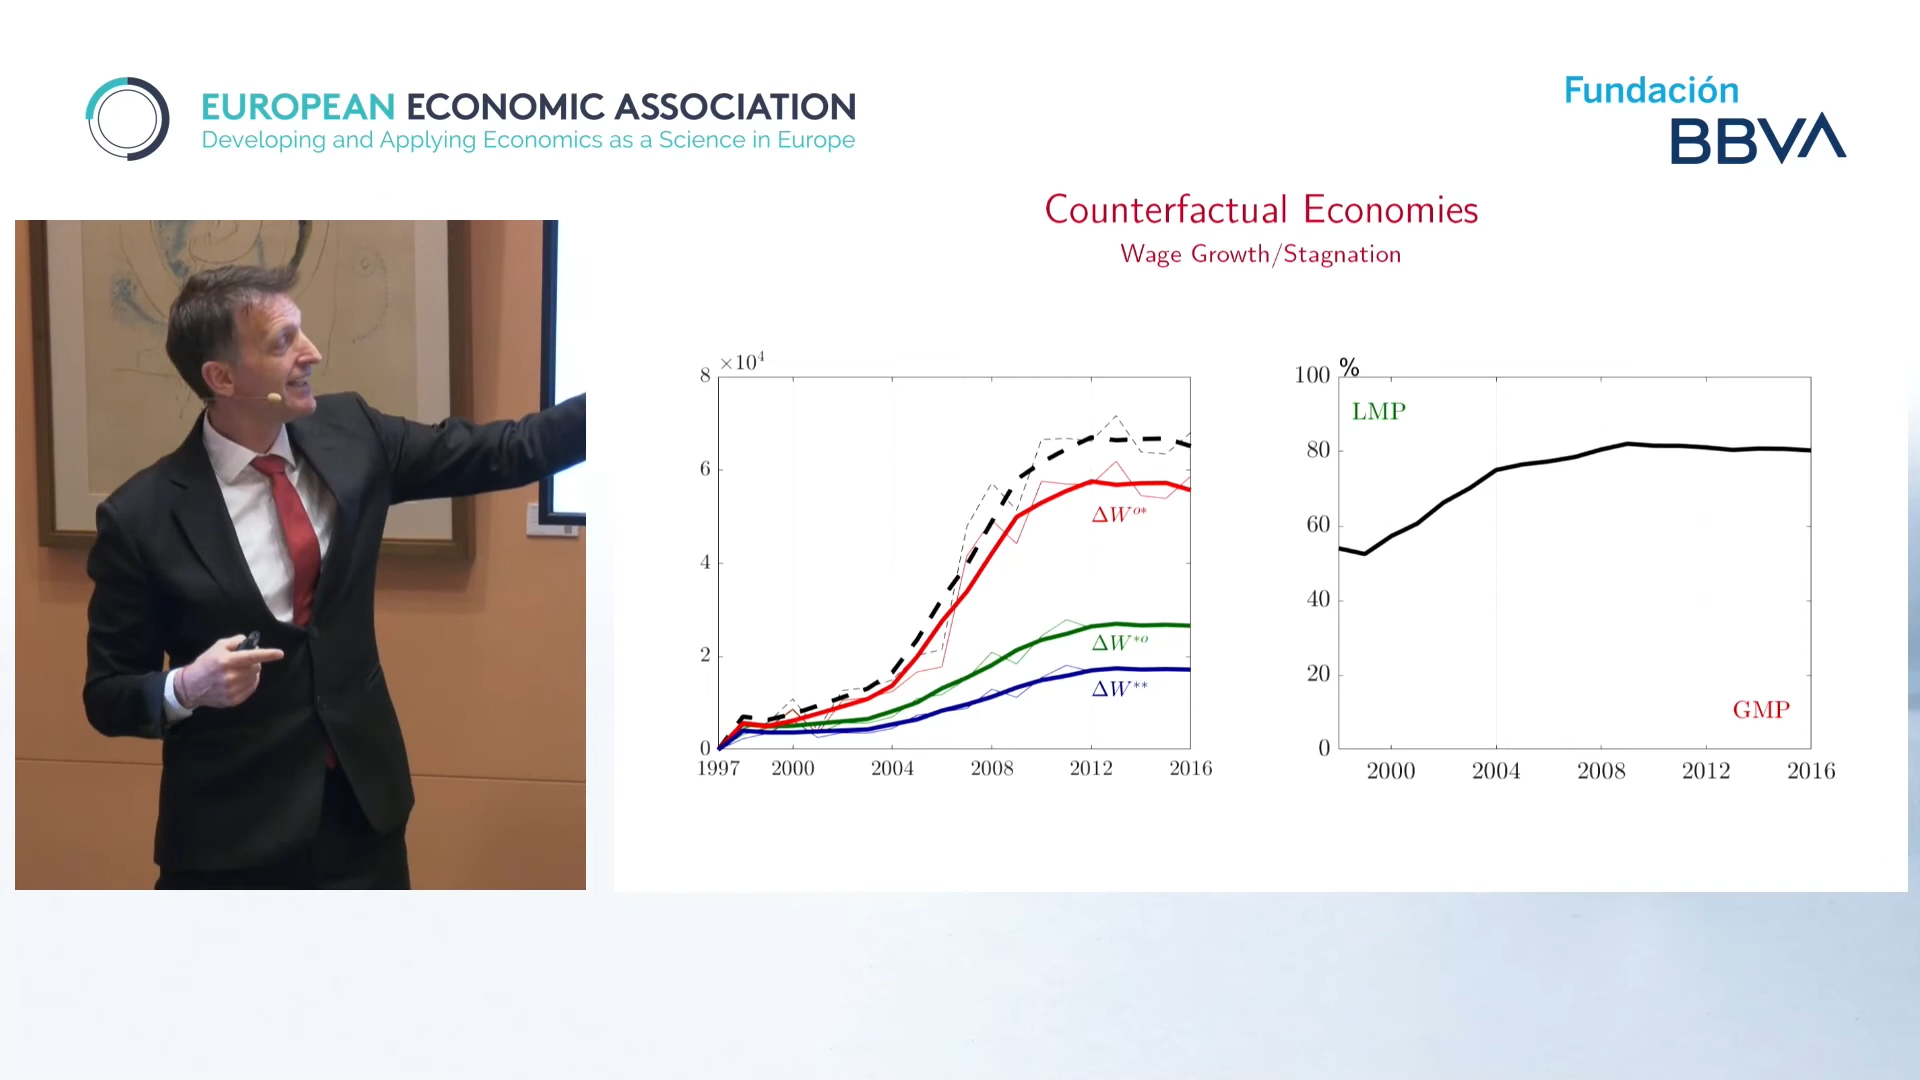 EUROPEAN ECONOMIC ASSOCIATION
Developing and Applying Economics as a Science in Europe
Fundación
BBVA
Counterfactual Economies
Wage Growth/Stagnation
×10⁴
8
6
4
2
0
1997 2000 2004 2008 2012 2016
ΔW^{o*}
ΔW^{*o}
ΔW^{**}
%
100
80
60
40
20
0
2000 2004 2008 2012 2016
LMP
GMP